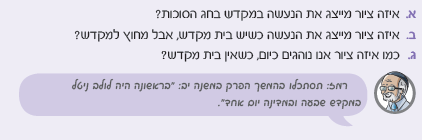 א. איזה ציור מייצג את הנעשה במקדש בחג הסוכות?
ב. איזה ציור מייצג את הנעשה כשיש בית מקדש, אבל מחוץ למקדש?
ג. כמו איזה ציור אנו נוהגים כיום, כשאין בית מקדש?
רמז: תסתכלו בהמשך הפרק במשנה יב: "בראשונה היה לולב ניטל
במקדש שבעה ובמדינה יום אחד".